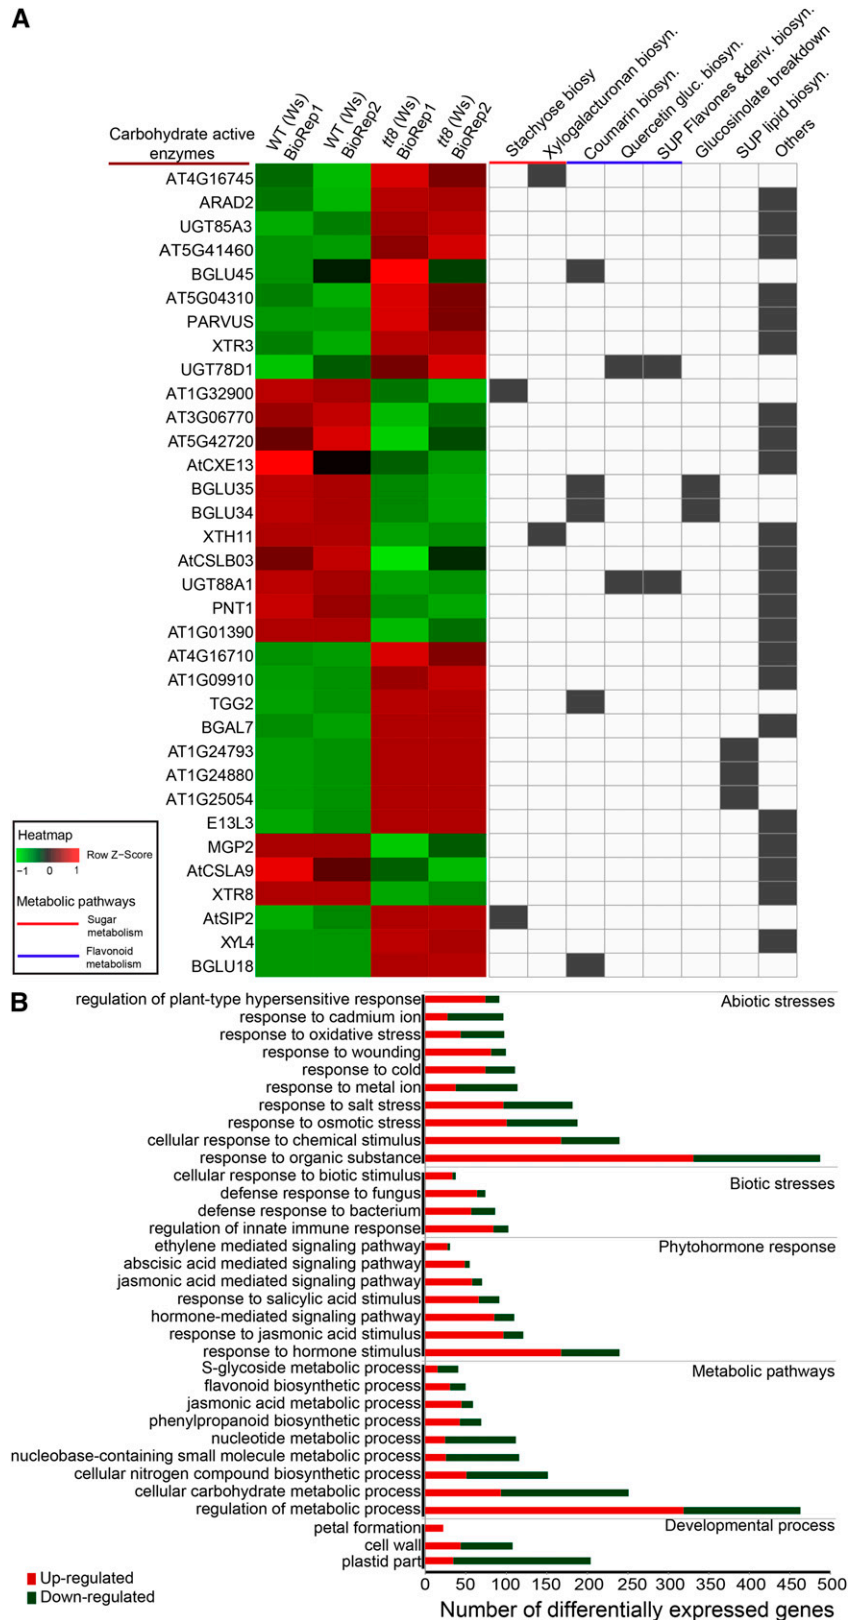 A
Carbohydrate active
enzymes
WT (Ws)
BioRep1
WT (Ws)
BioRep2
tt8 (Ws)
BioRep1
tt8 (Ws)
BioRep2
Stachyose biosy
Xylogalacturonan biosyn.
Coumarin biosyn.
Quercetin gluc. biosyn.
SUP Flavones &deriv. biosyn.
Glucosinolate breakdown
SUP lipid biosyn.
Others
AT4G16745
ARAD2
UGT85A3
AT5G41460
BGLU45
AT5G04310
PARVUS
XTR3
UGT78D1
AT1G32900
AT3G06770
AT5G42720
AtCXE13
BGLU35
BGLU34
XTH11
AtCSLB03
UGT88A1
PNT1
AT1G01390
AT4G16710
AT1G09910
TGG2
BGAL7
AT1G24793
AT1G24880
AT1G25054
E13L3
MGP2
AtCSLA9
XTR8
AtSIP2
XYL4
BGLU18
Heatmap
Row Z-Score
−1 0 1
Metabolic pathways
Sugar
metabolism
Flavonoid
metabolism
B
Abiotic stresses
regulation of plant-type hypersensitive response
response to cadmium ion
response to oxidative stress
response to wounding
response to cold
response to metal ion
response to salt stress
response to osmotic stress
cellular response to chemical stimulus
response to organic substance
Biotic stresses
cellular response to biotic stimulus
defense response to fungus
defense response to bacterium
regulation of innate immune response
Phytohormone response
ethylene mediated signaling pathway
abscisic acid mediated signaling pathway
jasmonic acid mediated signaling pathway
response to salicylic acid stimulus
hormone-mediated signaling pathway
response to jasmonic acid stimulus
response to hormone stimulus
Metabolic pathways
S-glycoside metabolic process
flavonoid biosynthetic process
jasmonic acid metabolic process
phenylpropanoid biosynthetic process
nucleotide metabolic process
nucleobase-containing small molecule metabolic process
cellular nitrogen compound biosynthetic process
cellular carbohydrate metabolic process
regulation of metabolic process
Developmental process
petal formation
cell wall
plastid part
Up-regulated
Down-regulated
0 50 100 150 200 250 300 350 400 450 500
Number of differentially expressed genes